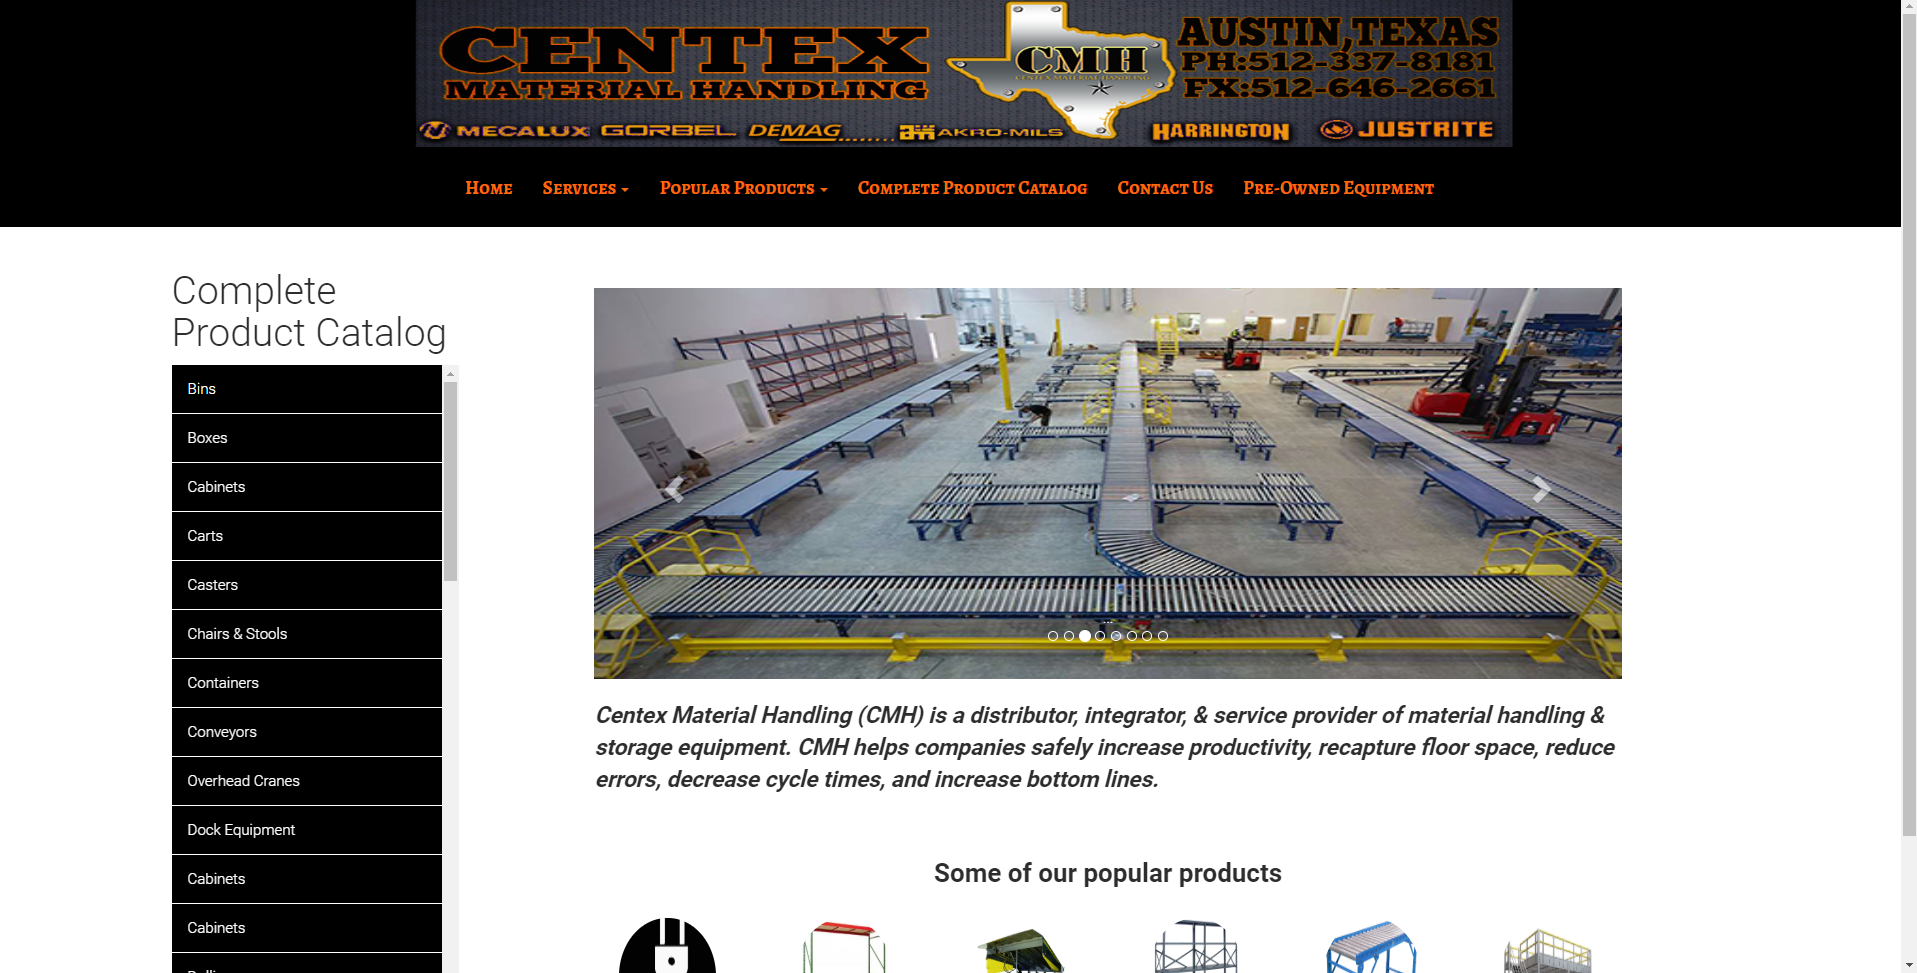 CENTEX
MATERIAL HANDLING
CMH
CENTEX MATERIAL HANDLING
AUSTIN, TEXAS
PH:512-337-8181
FX:512-646-2661
MECALUX GORBEL DEMAG........ AKRO-MILS HARRINGTON JUSTRITE
Home Services Popular Products Complete Product Catalog Contact Us Pre-Owned Equipment
Complete
Product Catalog
Bins
Boxes
Cabinets
Carts
Casters
Chairs & Stools
Containers
Conveyors
Overhead Cranes
Dock Equipment
Cabinets
Cabinets
...
Centex Material Handling (CMH) is a distributor, integrator, & service provider of material handling &
storage equipment. CMH helps companies safely increase productivity, recapture floor space, reduce
errors, decrease cycle times, and increase bottom lines.
Some of our popular products